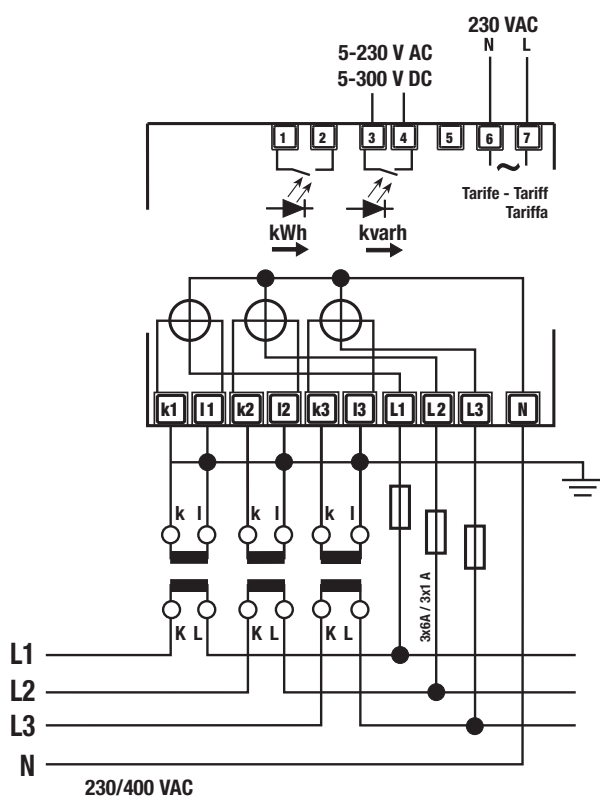 230 VAC
N L
5-230 V AC
5-300 V DC
1 2 3 4 5 6 7
~
Tarife - Tariff
Tariffa
kWh kvarh
k1 l1 k2 l2 k3 l3 L1 L2 L3 N
k l k l k l
3x6A / 3x1 A
K L K L K L
L1
L2
L3
N
230/400 VAC